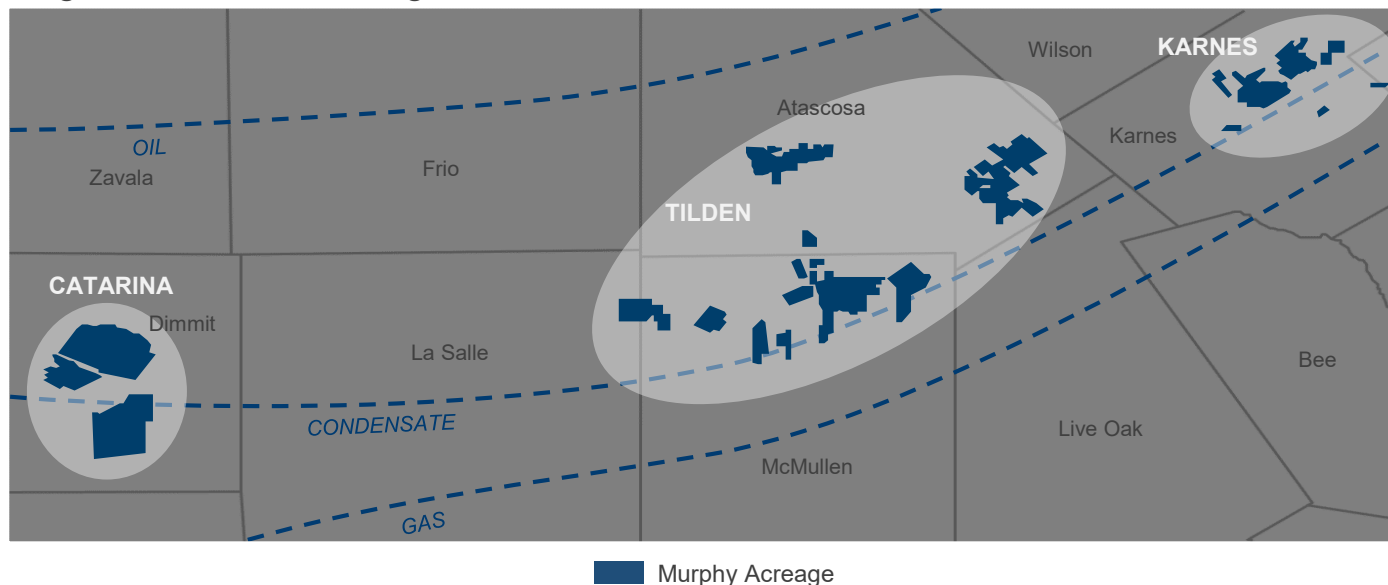 Wilson
KARNES
Atascosa
Karnes
OIL
Zavala
Frio
TILDEN
CATARINA
Dimmit
La Salle
Bee
CONDENSATE
Live Oak
McMullen
GAS
Murphy Acreage